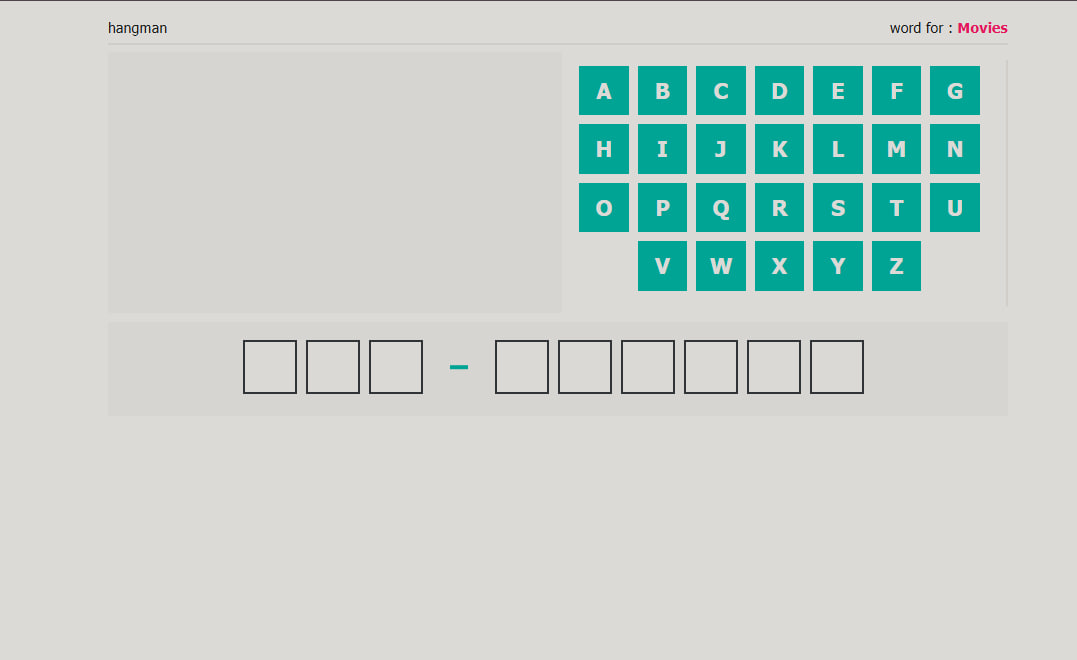 hangman
word for : Movies
A B C D E F G
H I J K L M N
O P Q R S T U
V W X Y Z
–